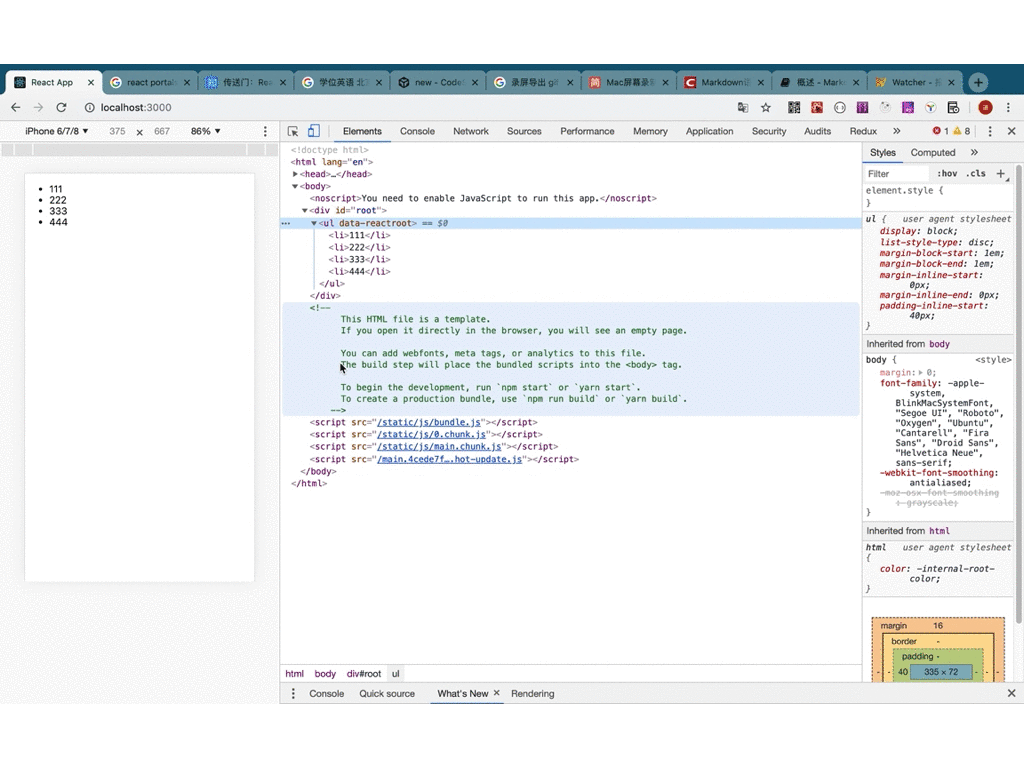 React App
react portal
传送门: Rea
学位英语 北
new - Code
录屏导出 gif
Mac屏幕录
Markdown
概述 - Mark
Watcher -
localhost:3000
iPhone 6/7/8 ▼ 375 × 667 86% ▼
Elements Console Network Sources Performance Memory Application Security Audits Redux » 1 8
111
222
333
444
<!doctype html>
<html lang="en">
<head>…</head>
<body>
<noscript>You need to enable JavaScript to run this app.</noscript>
<div id="root">
<ul data-reactroot> == $0
<li>111</li>
<li>222</li>
<li>333</li>
<li>444</li>
</ul>
</div>
<!--
This HTML file is a template.
If you open it directly in the browser, you will see an empty page.
You can add webfonts, meta tags, or analytics to this file.
The build step will place the bundled scripts into the <body> tag.
To begin the development, run `npm start` or `yarn start`.
To create a production bundle, use `npm run build` or `yarn build`.
-->
<script src="/static/js/bundle.js"></script>
<script src="/static/js/0.chunk.js"></script>
<script src="/static/js/main.chunk.js"></script>
<script src="/main.4cede7f….hot-update.js"></script>
</body>
</html>
html body div#root ul
Console Quick source What's New × Rendering
Styles Computed »
Filter :hov .cls +
element.style {
}
ul { user agent stylesheet
display: block;
list-style-type: disc;
margin-block-start: 1em;
margin-block-end: 1em;
margin-inline-start:
0px;
margin-inline-end: 0px;
padding-inline-start:
40px;
}
Inherited from body
body { <style>
margin: 0;
font-family: -apple-
system,
BlinkMacSystemFont,
"Segoe UI", "Roboto",
"Oxygen", "Ubuntu",
"Cantarell", "Fira
Sans", "Droid Sans",
"Helvetica Neue",
sans-serif;
-webkit-font-smoothing:
antialiased;
-moz-osx-font-smoothing
: grayscale;
}
Inherited from html
html user agent stylesheet
{
color: -internal-root-
color;
}
margin 16
border -
padding -
- - 40 335 × 72 - - -